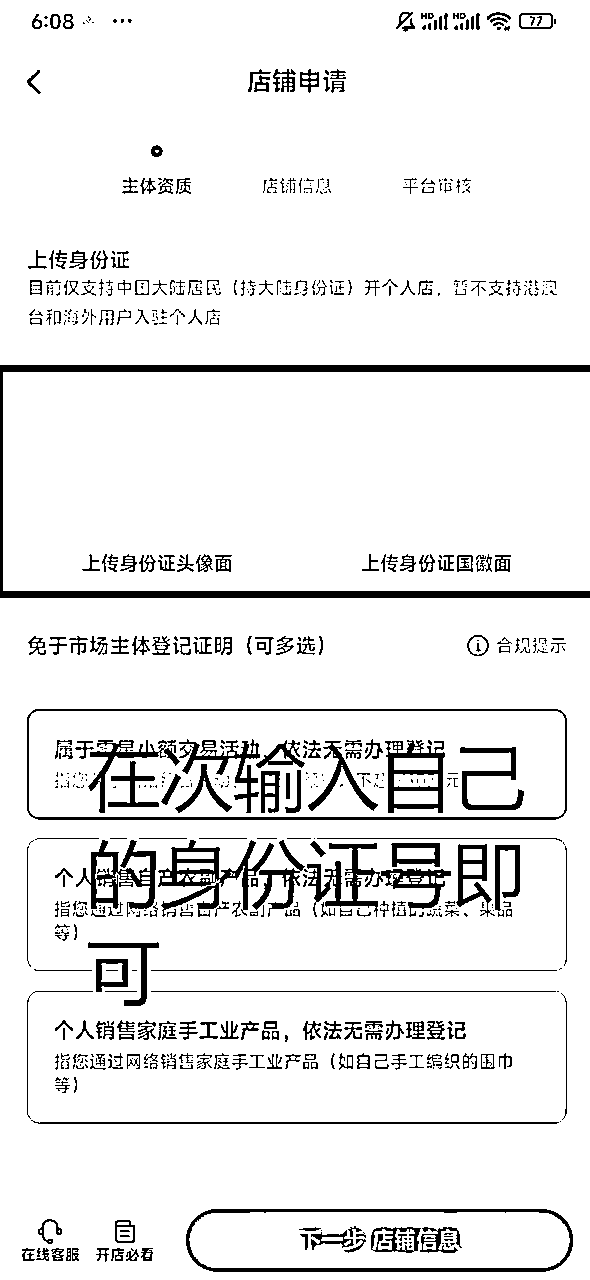 6:08
HD HD 77
店铺申请
主体资质 店铺信息 平台审核
上传身份证
目前仅支持中国大陆居民（持大陆身份证）开个人店，暂不支持港澳
台和海外用户入驻个人店
上传身份证头像面 上传身份证国徽面
免于市场主体登记证明（可多选） 合规提示
属于零星小额交易活动，依法无需办理登记
在次输入自己
的身份证号即
可
个人销售自产农副产品，依法无需办理登记
指您通过网络销售自产农副产品（如自己种植的蔬菜、果品
等）
个人销售家庭手工业产品，依法无需办理登记
指您通过网络销售家庭手工业产品（如自己手工编织的围巾
等）
在线客服 开店必看 下一步 店铺信息